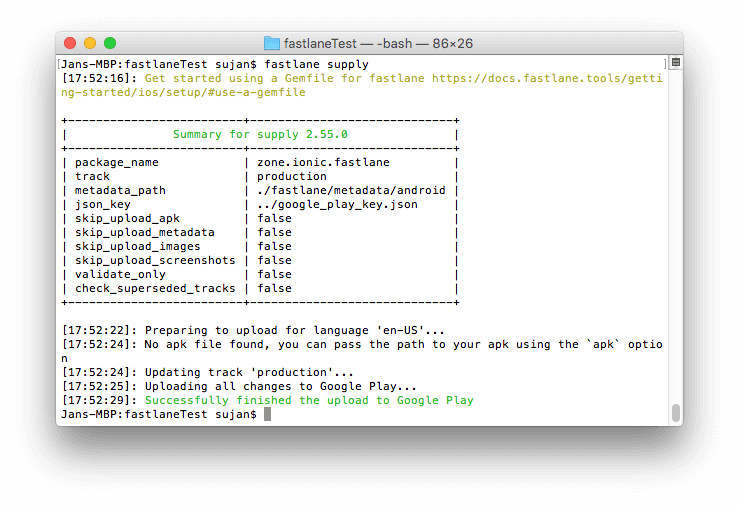 fastlaneTest — -bash — 86×26
[Jans-MBP:fastlaneTest sujan$ fastlane supply ]
[17:52:16]: Get started using a Gemfile for fastlane https://docs.fastlane.tools/getti
ng-started/ios/setup/#use-a-gemfile
+-------------------------+-----------------------------+
| Summary for supply 2.55.0 |
+-------------------------+-----------------------------+
| package_name | zone.ionic.fastlane |
| track | production |
| metadata_path | ./fastlane/metadata/android |
| json_key | ../google_play_key.json |
| skip_upload_apk | false |
| skip_upload_metadata | false |
| skip_upload_images | false |
| skip_upload_screenshots | false |
| validate_only | false |
| check_superseded_tracks | false |
+-------------------------+-----------------------------+
[17:52:22]: Preparing to upload for language 'en-US'...
[17:52:24]: No apk file found, you can pass the path to your apk using the `apk` optio
n
[17:52:24]: Updating track 'production'...
[17:52:25]: Uploading all changes to Google Play...
[17:52:29]: Successfully finished the upload to Google Play
Jans-MBP:fastlaneTest sujan$